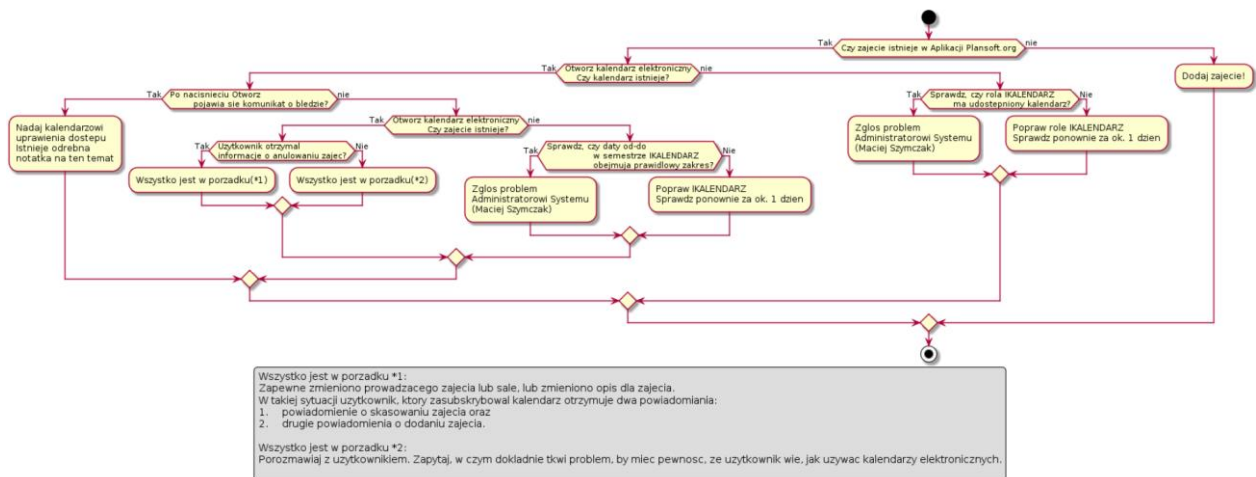 Czy zajecie istnieje w Aplikacji Plansoft.org
Tak
nie
Otworz kalendarz elektroniczny
Czy kalendarz istnieje?
Tak
nie
Dodaj zajecie!
Po nacisnieciu Otworz
pojawia sie komunikat o bledzie?
Tak
nie
Sprawdz, czy rola IKALENDARZ
ma udostepniony kalendarz?
Tak
Nie
Nadaj kalendarzowi
uprawienia dostepu
Istnieje odrebna
notatka na ten temat
Otworz kalendarz elektroniczny
Czy zajecie istnieje?
Tak
nie
Zglos problem
Administratorowi Systemu
(Maciej Szymczak)
Popraw role IKALENDARZ
Sprawdz ponownie za ok. 1 dzien
Uzytkownik otrzymal
informacje o anulowaniu zajec?
Tak
Nie
Sprawdz, czy daty od-do
w semestrze IKALENDARZ
obejmuja prawidlowy zakres?
Tak
Nie
Wszystko jest w porzadku(*1)
Wszystko jest w porzadku(*2)
Zglos problem
Administratorowi Systemu
(Maciej Szymczak)
Popraw IKALENDARZ
Sprawdz ponownie za ok. 1 dzien
Wszystko jest w porzadku *1:
Zapewne zmieniono prowadzacego zajecia lub sale, lub zmieniono opis dla zajecia.
W takiej sytuacji uzytkownik, ktory zasubskrybowal kalendarz otrzymuje dwa powiadomiania:
1. powiadomienie o skasowaniu zajecia oraz
2. drugie powiadomienia o dodaniu zajecia.
Wszystko jest w porzadku *2:
Porozmawiaj z uzytkownikiem. Zapytaj, w czym dokladnie tkwi problem, by miec pewnosc, ze uzytkownik wie, jak uzywac kalendarzy elektronicznych.